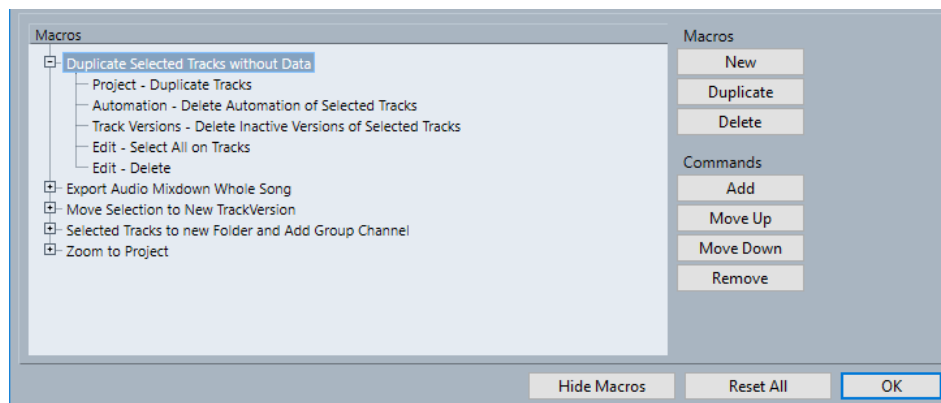 Macros
Duplicate Selected Tracks without Data
Project - Duplicate Tracks
Automation - Delete Automation of Selected Tracks
Track Versions - Delete Inactive Versions of Selected Tracks
Edit - Select All on Tracks
Edit - Delete
Export Audio Mixdown Whole Song
Move Selection to New TrackVersion
Selected Tracks to new Folder and Add Group Channel
Zoom to Project
Macros
New
Duplicate
Delete
Commands
Add
Move Up
Move Down
Remove
Hide Macros
Reset All
OK